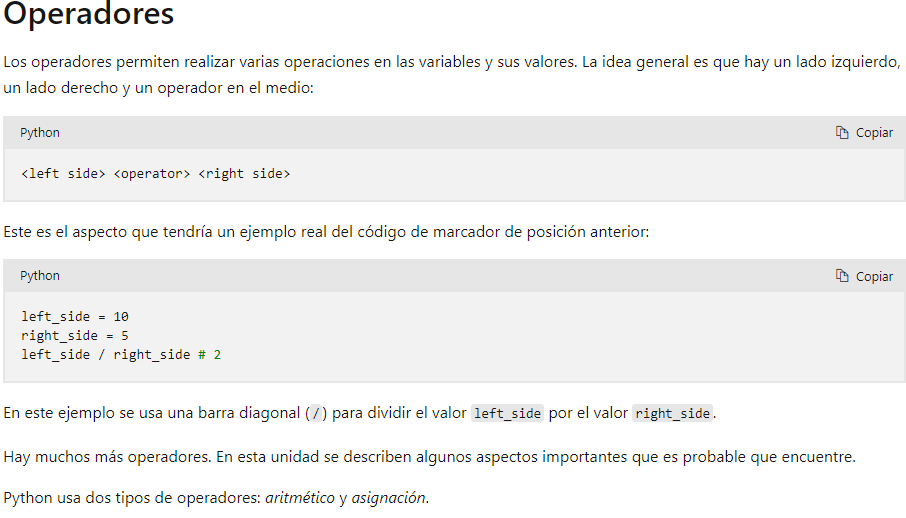 Operadores
Los operadores permiten realizar varias operaciones en las variables y sus valores. La idea general es que hay un lado izquierdo,
un lado derecho y un operador en el medio:
Python Copiar
<left side> <operator> <right side>
Este es el aspecto que tendría un ejemplo real del código de marcador de posición anterior:
Python Copiar
left_side = 10
right_side = 5
left_side / right_side # 2
En este ejemplo se usa una barra diagonal (/) para dividir el valor left_side por el valor right_side.
Hay muchos más operadores. En esta unidad se describen algunos aspectos importantes que es probable que encuentre.
Python usa dos tipos de operadores: aritmético y asignación.